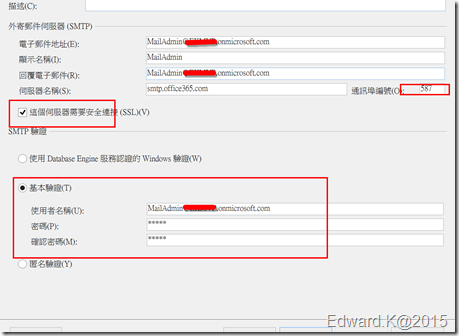 描述(C):
外寄郵件伺服器 (SMTP)
電子郵件地址(E): MailAdmin onmicrosoft.com
顯示名稱(I): MailAdmin
回覆電子郵件(R): MailAdmin onmicrosoft.com
伺服器名稱(S): smtp.office365.com 通訊埠編號(O): 587
這個伺服器需要安全連接 (SSL)(V)
SMTP 驗證
使用 Database Engine 服務認證的 Windows 驗證(W)
基本驗證(T)
使用者名稱(U): MailAdmin onmicrosoft.com
密碼(P): *****
確認密碼(M): *****
匿名驗證(Y)
Edward.K@2015